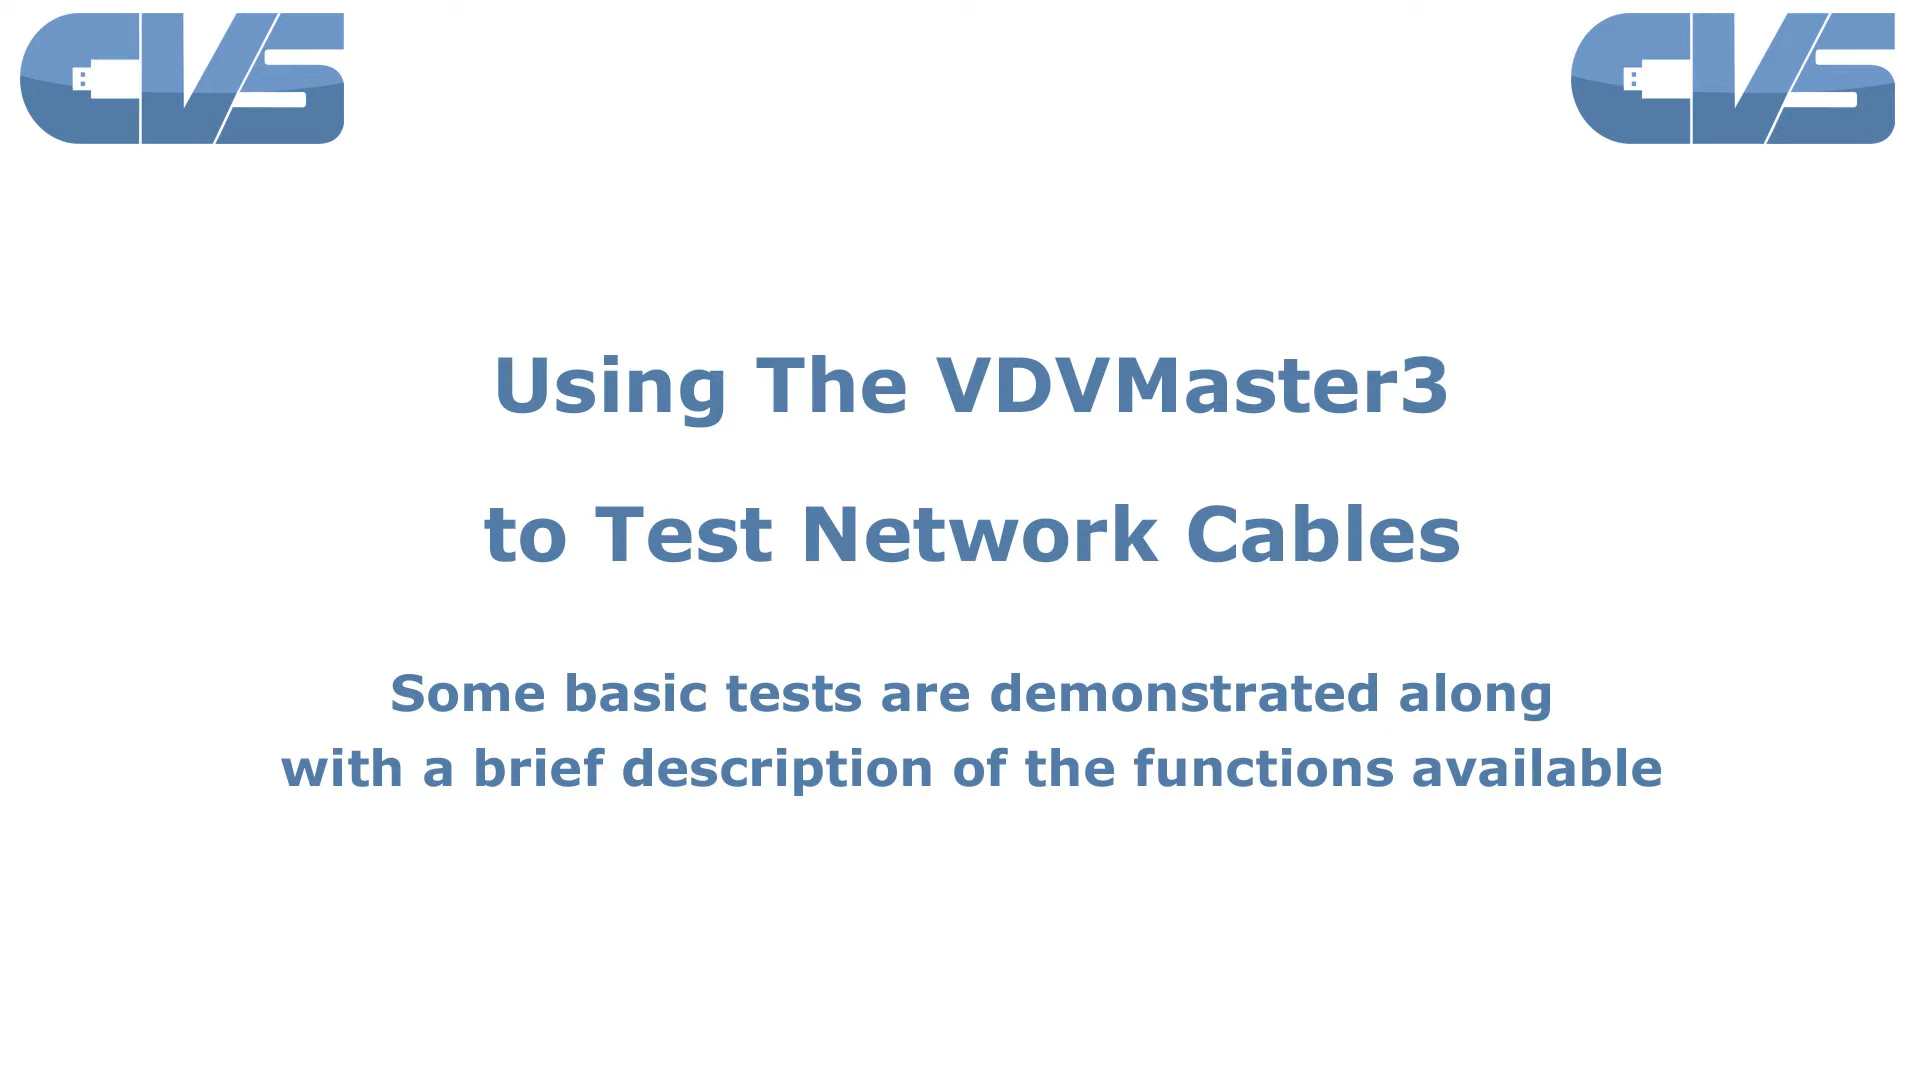 CVS CVS
Using The VDVMaster3
to Test Network Cables
Some basic tests are demonstrated along
with a brief description of the functions available